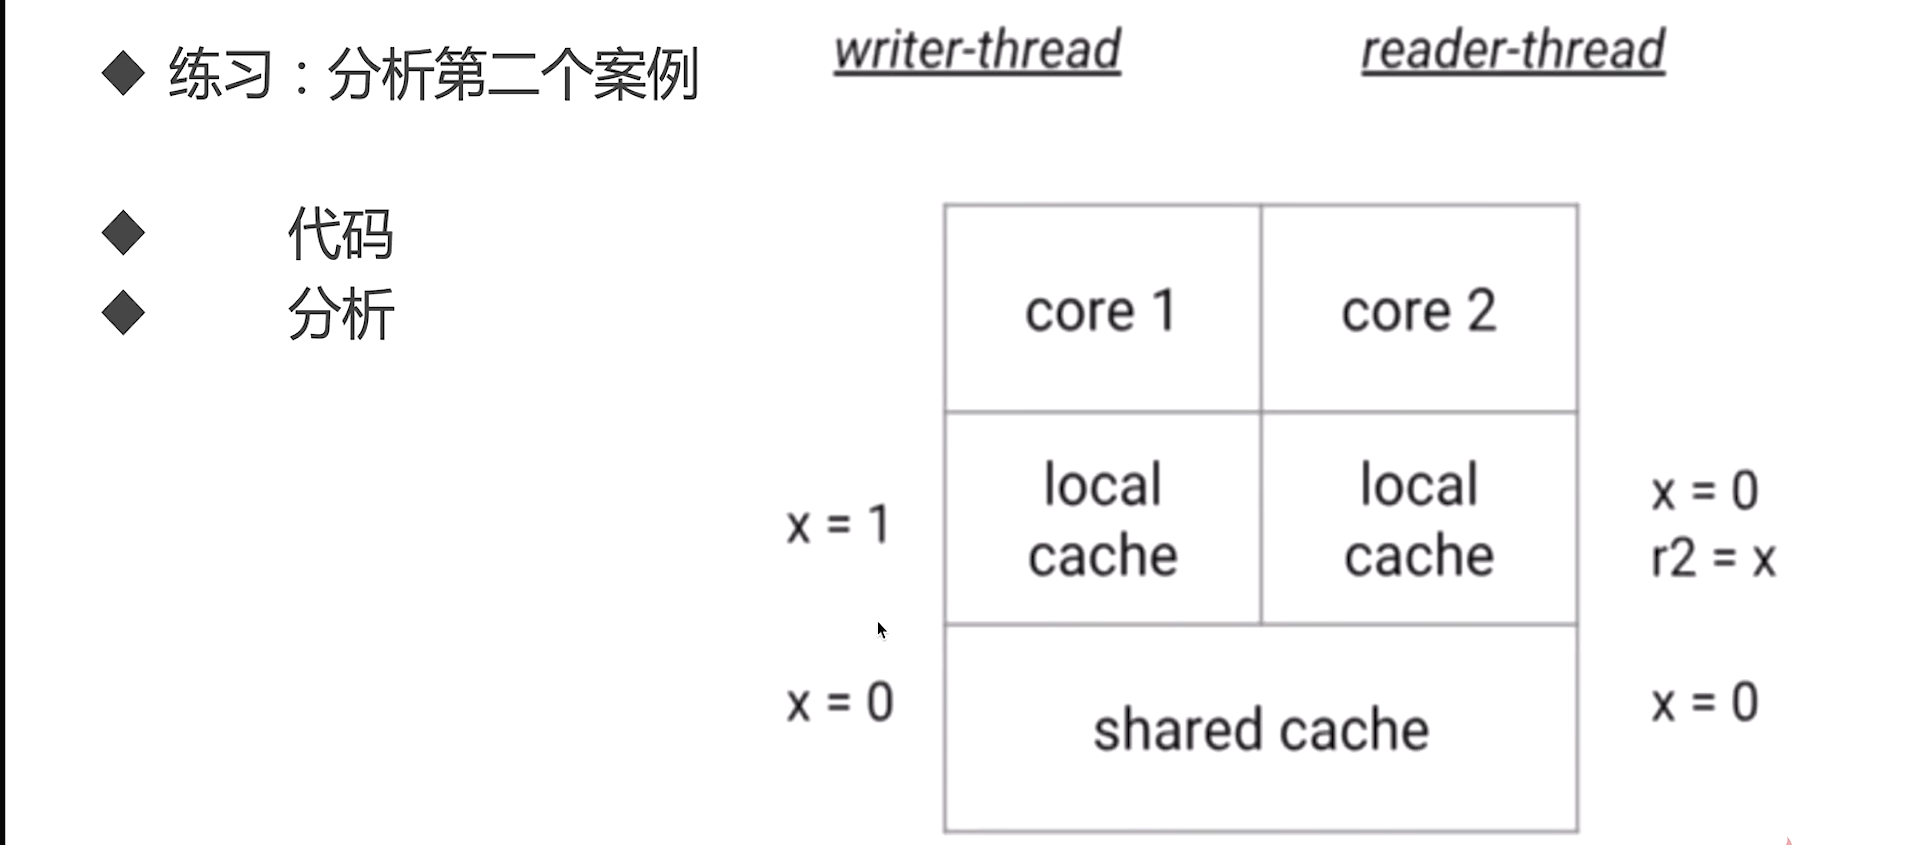 练习：分析第二个案例
代码
分析
writer-thread
reader-thread
core 1
core 2
x = 1
local
cache
local
cache
x = 0
r2 = x
x = 0
shared cache
x = 0